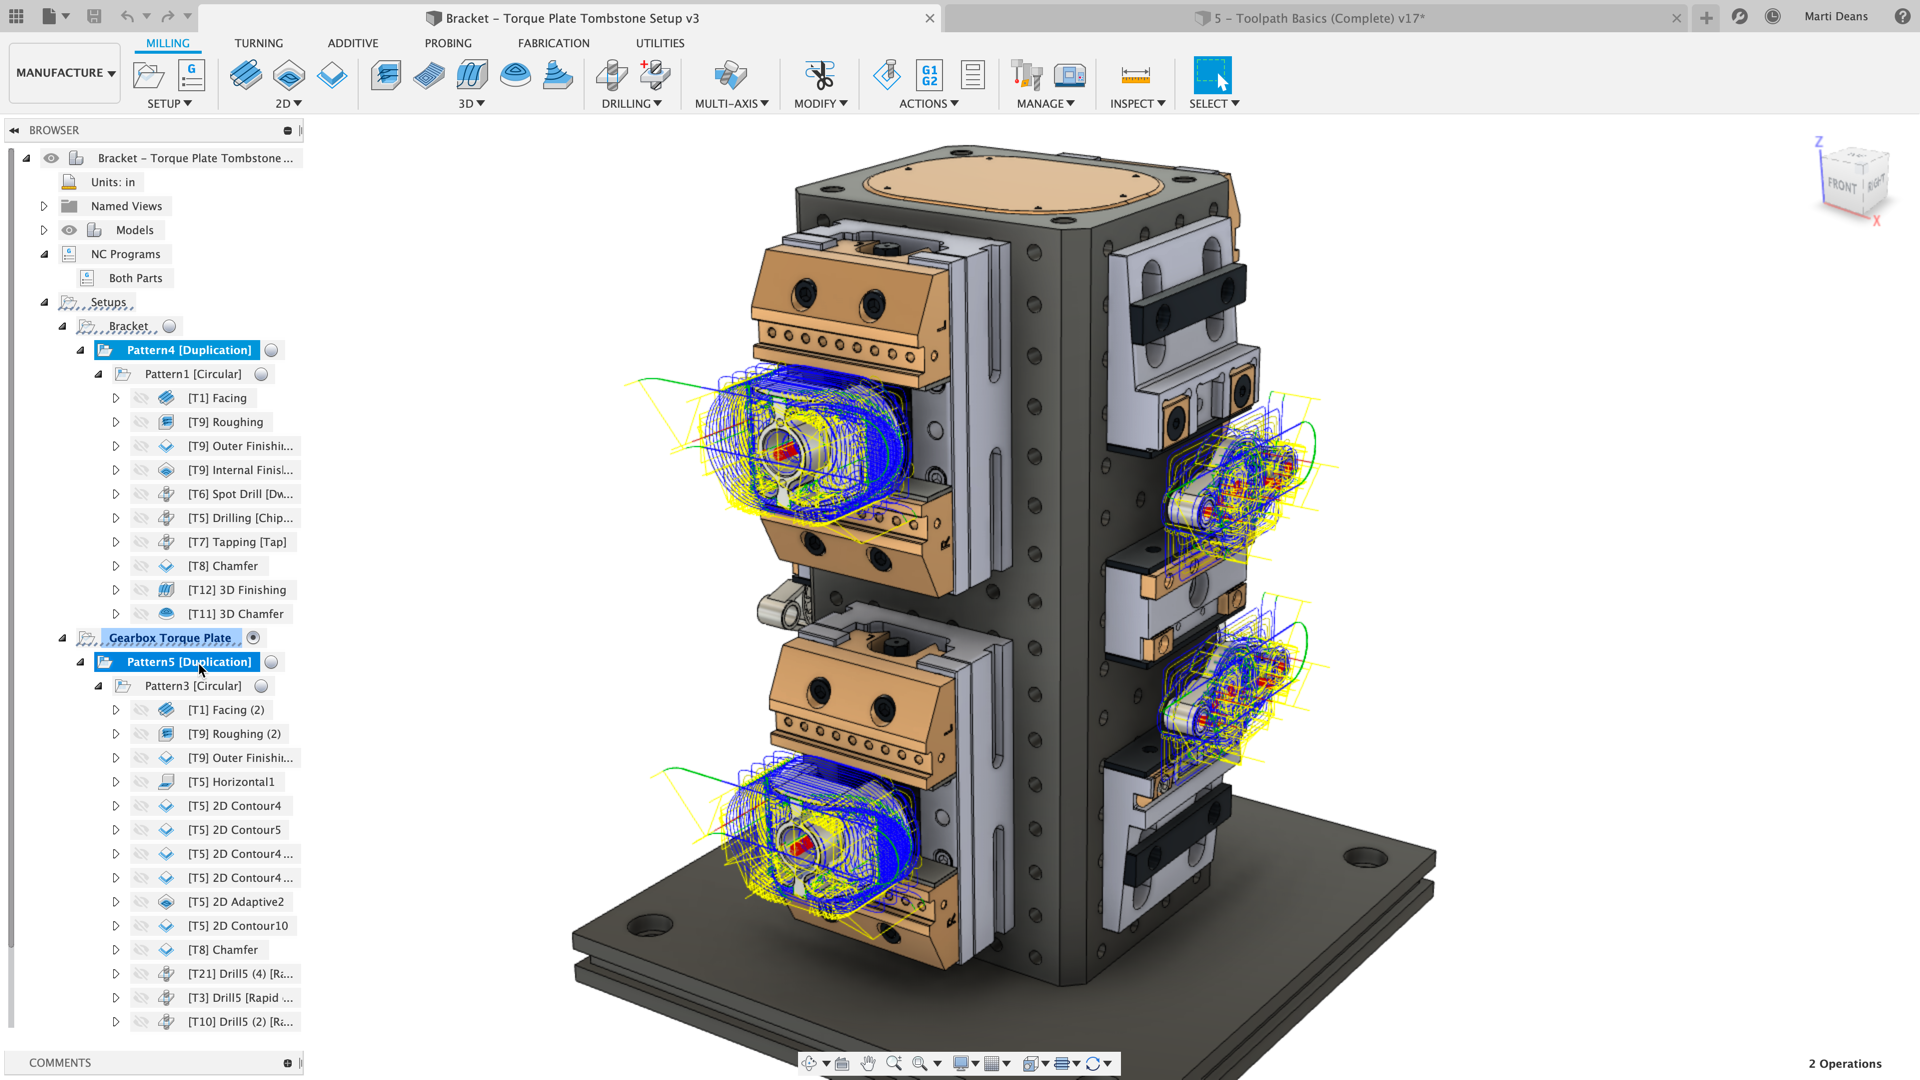 Bracket – Torque Plate Tombstone Setup v3
5 – Toolpath Basics (Complete) v17*
Marti Deans
MANUFACTURE
MILLING
TURNING
ADDITIVE
PROBING
FABRICATION
UTILITIES
G
G1
G2
SETUP
2D
3D
DRILLING
MULTI-AXIS
MODIFY
ACTIONS
MANAGE
INSPECT
SELECT
BROWSER
Bracket – Torque Plate Tombstone ...
Units: in
Named Views
Models
NC Programs
Both Parts
Setups
Bracket
Pattern4 [Duplication]
Pattern1 [Circular]
[T1] Facing
[T9] Roughing
[T9] Outer Finishi...
[T9] Internal Finisl...
[T6] Spot Drill [Dw...
[T5] Drilling [Chip...
[T7] Tapping [Tap]
[T8] Chamfer
[T12] 3D Finishing
[T11] 3D Chamfer
Gearbox Torque Plate
Pattern5 [Duplication]
Pattern3 [Circular]
[T1] Facing (2)
[T9] Roughing (2)
[T9] Outer Finishi...
[T5] Horizontal1
[T5] 2D Contour4
[T5] 2D Contour5
[T5] 2D Contour4 ...
[T5] 2D Contour4 ...
[T5] 2D Adaptive2
[T5] 2D Contour10
[T8] Chamfer
[T21] Drill5 (4) [Ra...
[T3] Drill5 [Rapid ...
[T10] Drill5 (2) [Ra...
COMMENTS
Z
FRONT
RIGHT
X
L
R
L
R
2 Operations